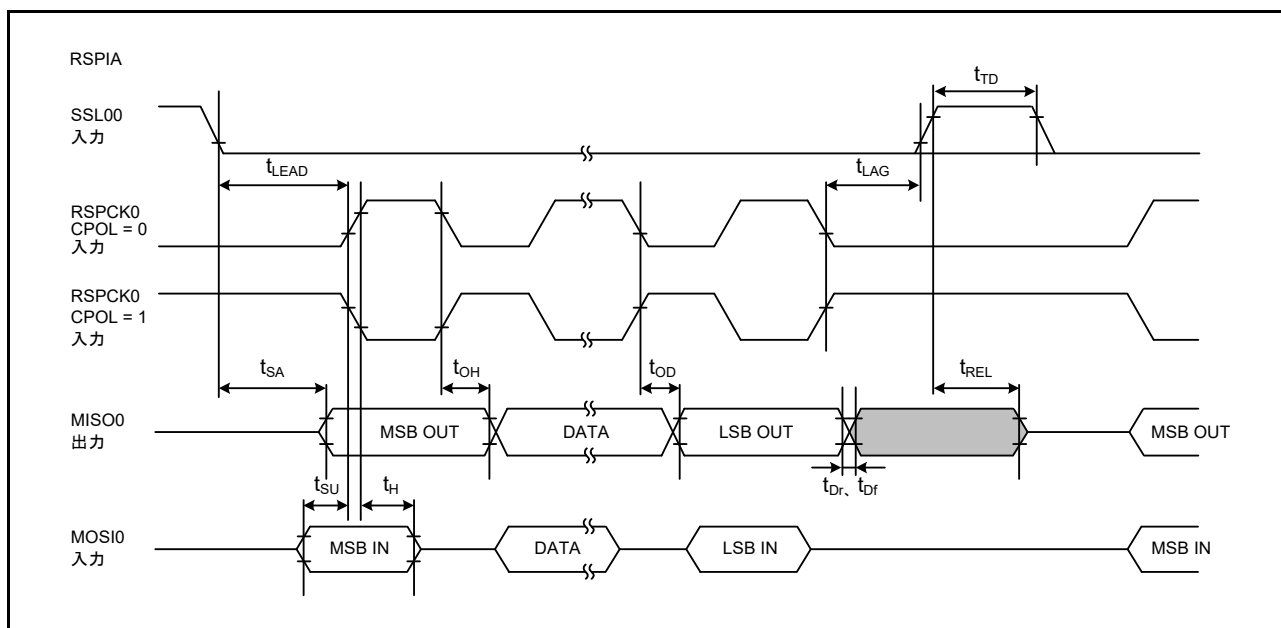 RSPIA
SSL00
入力
tTD
tLEAD
tLAG
RSPCK0
CPOL = 0
入力
RSPCK0
CPOL = 1
入力
tSA
tOH
tOD
tREL
MISO0
出力
MSB OUT
DATA
LSB OUT
MSB OUT
tSU
tH
tDr、tDf
MOSI0
入力
MSB IN
DATA
LSB IN
MSB IN